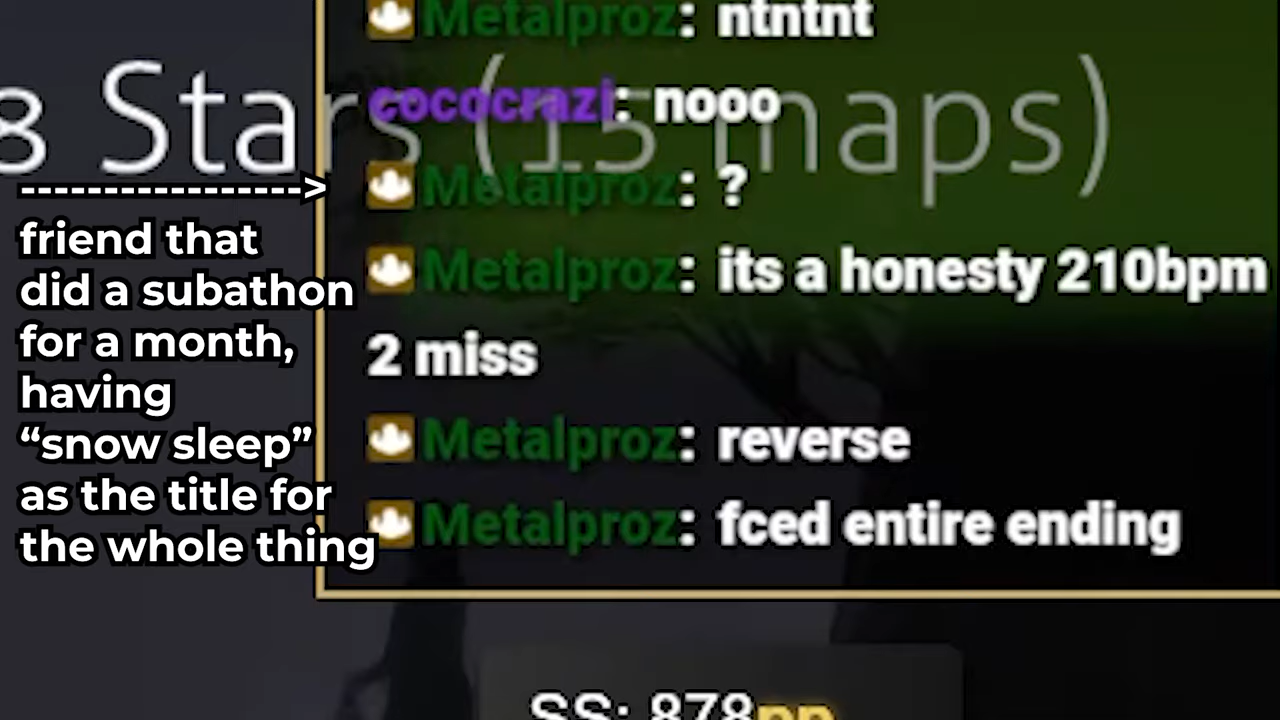 Metalproz: ntntnt
8 Stars (15 maps)
cococrazi: nooo
------------------>
Metalproz: ?
friend that
did a subathon
for a month,
having
“snow sleep”
as the title for
the whole thing
Metalproz: its a honesty 210bpm
2 miss
Metalproz: reverse
Metalproz: fced entire ending
SS: 878pp